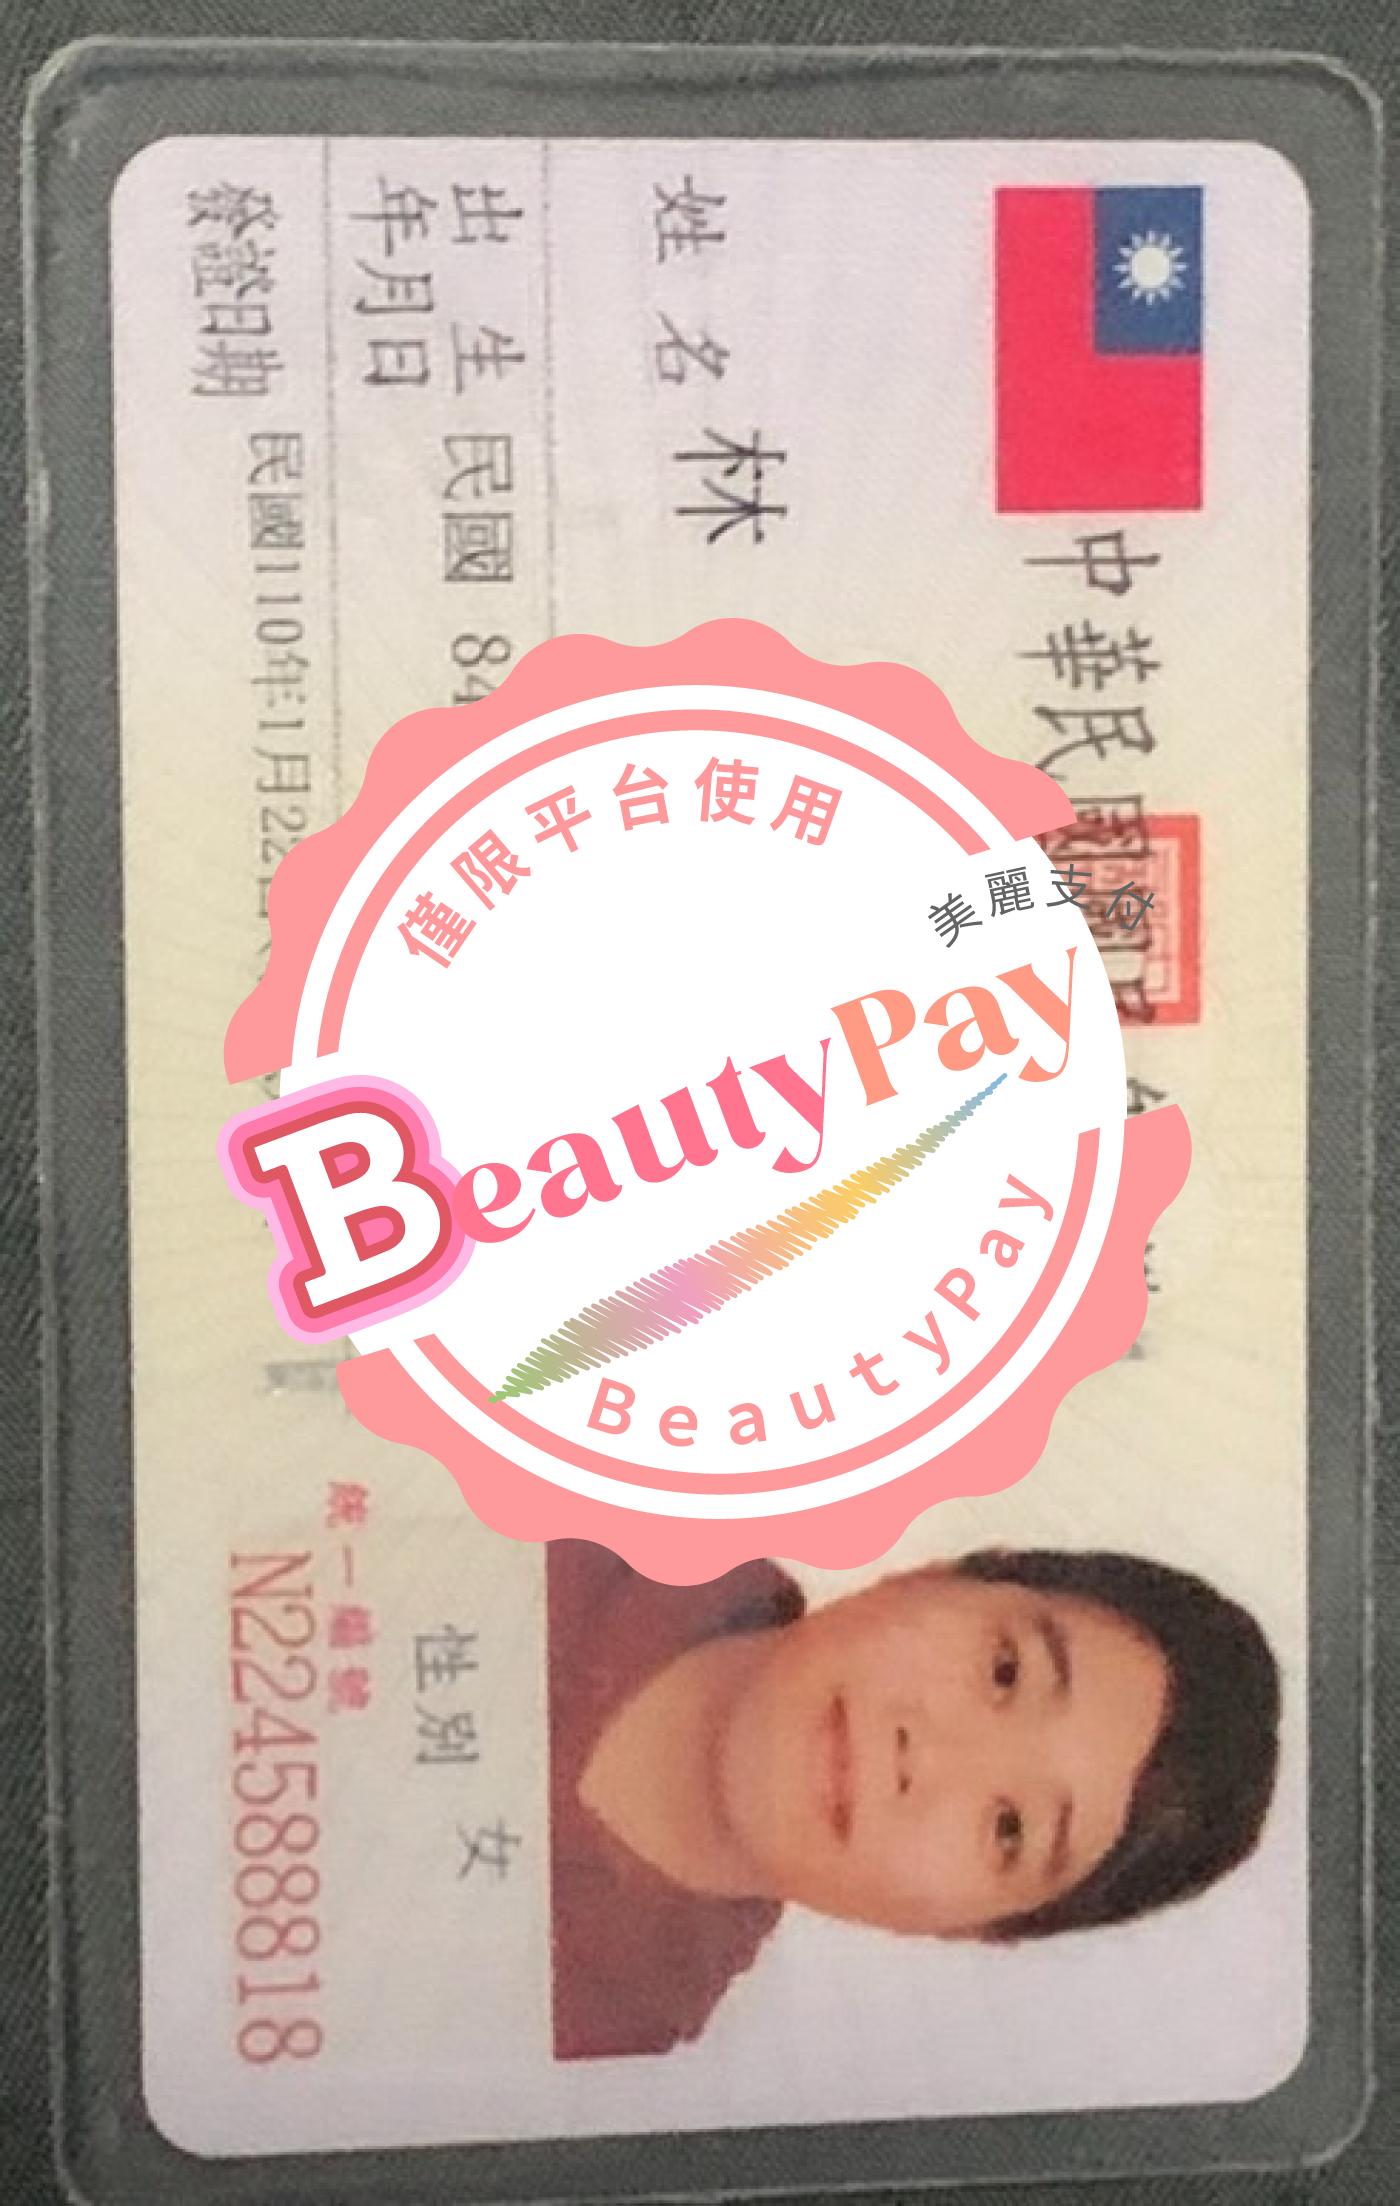 中華民國國民
姓名 林
出生年月日 民國 84
發證日期 民國110年1月22
性別 女
統一編號
N224588818
僅限平台使用
美麗支付
BeautyPay
BeautyPay